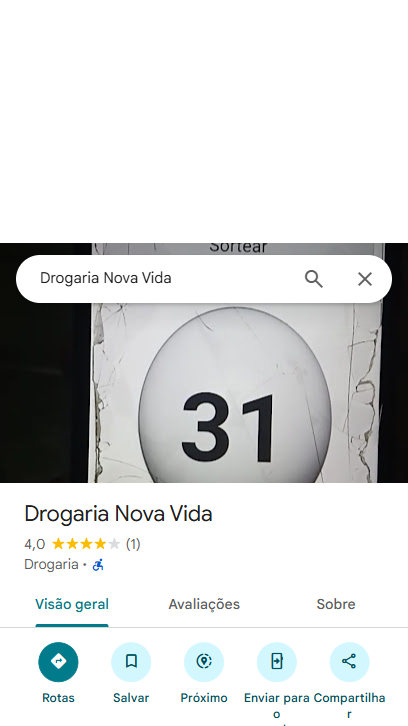 Sortear
Drogaria Nova Vida
31
Drogaria Nova Vida
4,0 (1)
Drogaria ·
Visão geral Avaliações Sobre
Rotas Salvar Próximo Enviar para o Compartilhar